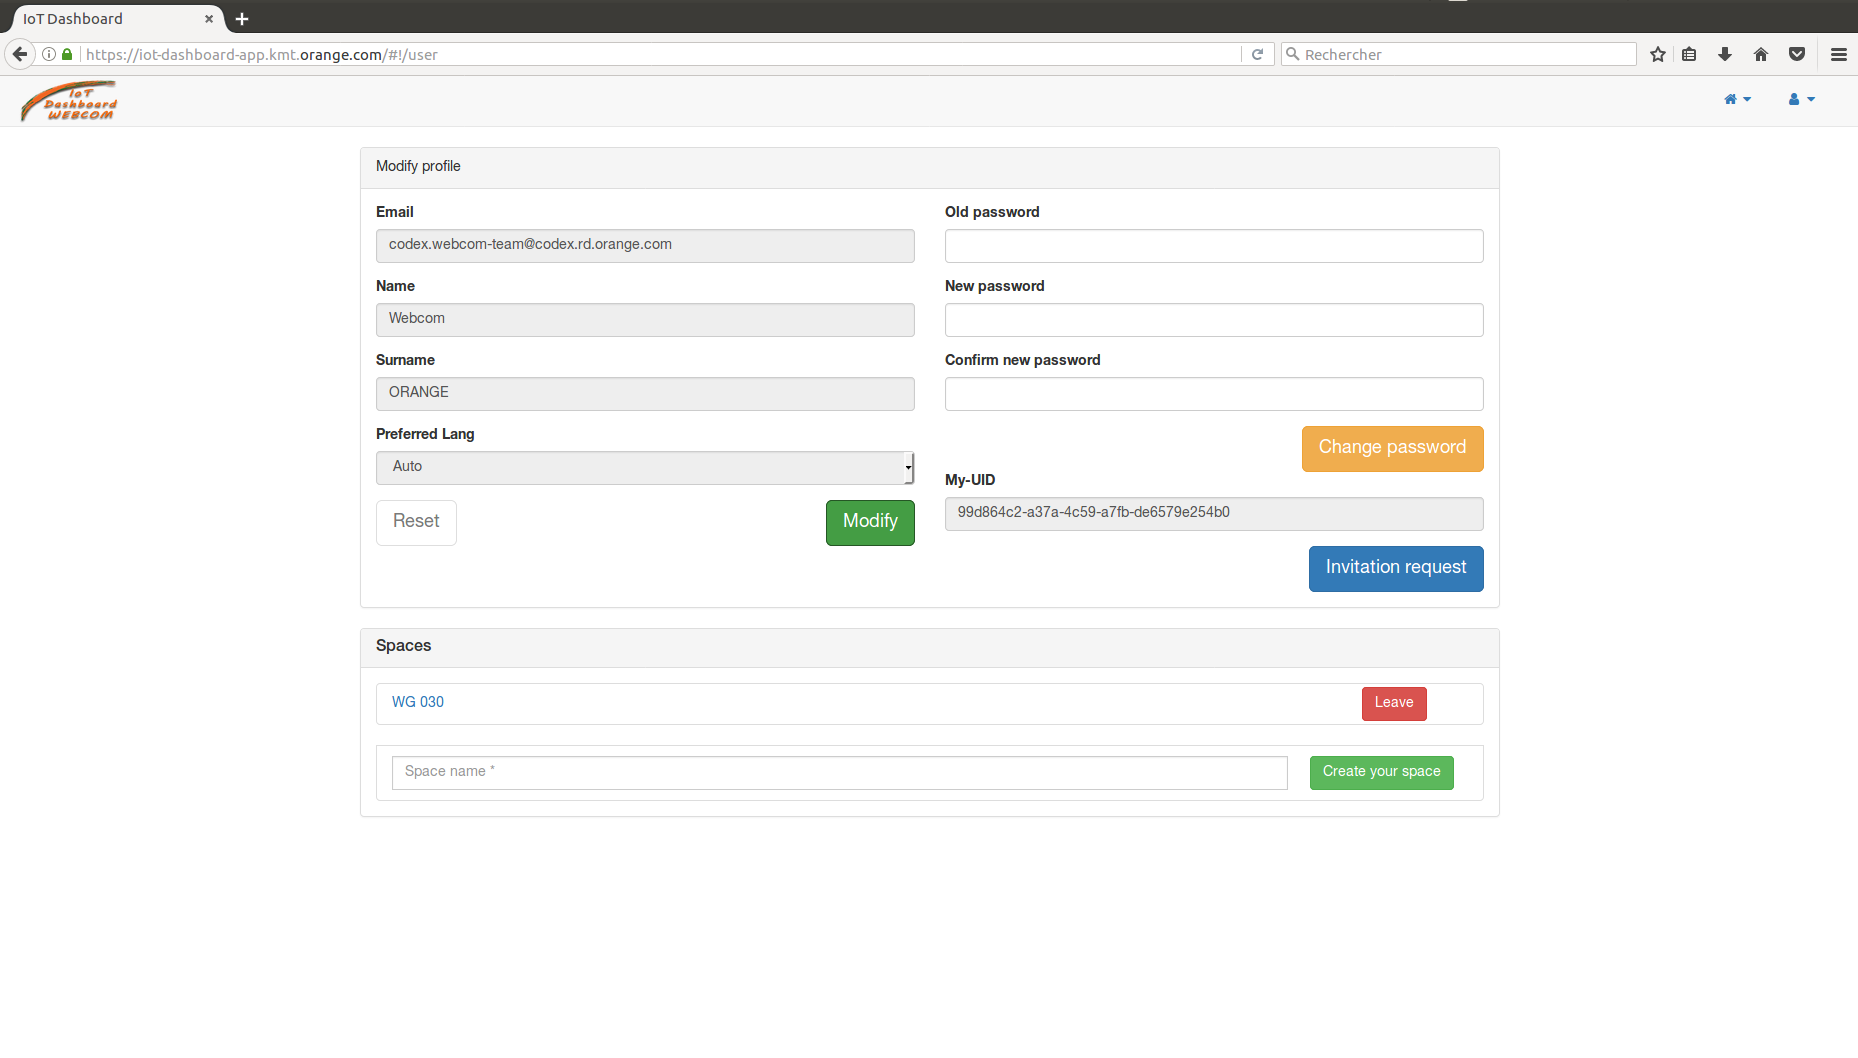 IoT Dashboard
https://iot-dashboard-app.kmt.orange.com/#!/user
Rechercher
IoT
Dashboard
WEBCOM
Modify profile
Email
codex.webcom-team@codex.rd.orange.com
Name
Webcom
Surname
ORANGE
Preferred Lang
Auto
Reset
Modify
Old password
New password
Confirm new password
Change password
My-UID
99d864c2-a37a-4c59-a7fb-de6579e254b0
Invitation request
Spaces
WG 030
Leave
Space name *
Create your space